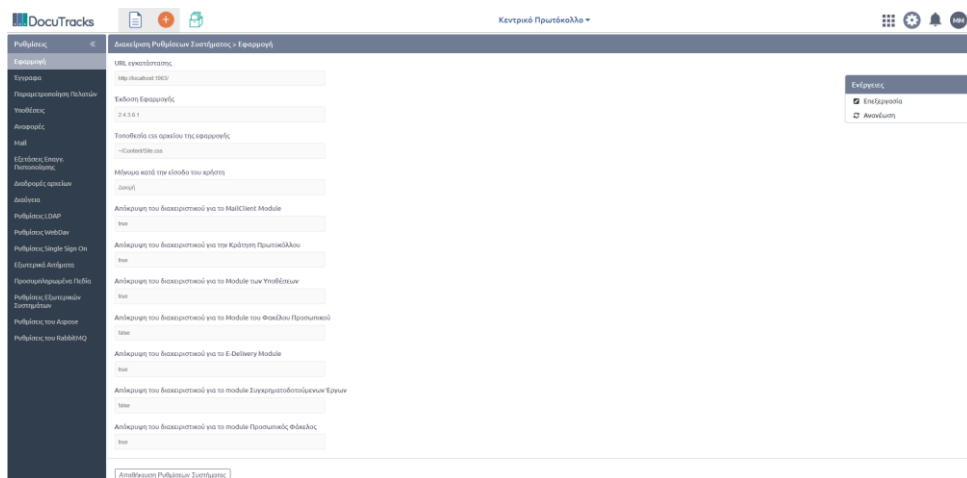 DocuTracks
Κεντρικό Πρωτόκολλο
MM
Ρυθμίσεις
Εφαρμογή
Έγγραφα
Παραμετροποίηση Πελατών
Υποθέσεις
Αναφορές
Mail
Εξετάσεις Επαγγ.
Πιστοποίησης
Διαδρομές αρχείων
Διαύγεια
Ρυθμίσεις LDAP
Ρυθμίσεις WebDav
Ρυθμίσεις Single Sign On
Εξωτερικά Αιτήματα
Προσυμπληρωμένα Πεδία
Ρυθμίσεις Εξωτερικών
Συστημάτων
Ρυθμίσεις του Aspose
Ρυθμίσεις του RabbitMQ
Διαχείριση Ρυθμίσεων Συστήματος > Εφαρμογή
URL εγκατάστασης
http://localhost:1963/
Έκδοση Εφαρμογής
2.4.3.6.1
Τοποθεσία css αρχείου της εφαρμογής
~/Content/Site.css
Μήνυμα κατά την είσοδο του χρήστη
Δοκιμή
Απόκρυψη του διαχειριστικού για το MailClient Module
true
Απόκρυψη του διαχειριστικού για την Κράτηση Πρωτοκόλλου
true
Απόκρυψη του διαχειριστικού για το Module των Υποθέσεων
true
Απόκρυψη του διαχειριστικού για το Module του Φακέλου Προσωπικού
false
Απόκρυψη του διαχειριστικού για το E-Delivery Module
true
Απόκρυψη του διαχειριστικού για το module Συγχρηματοδοτούμενων Έργων
false
Απόκρυψη του διαχειριστικού για το module Προσωπικός Φάκελος
true
Αποθήκευση Ρυθμίσεων Συστήματος
Ενέργειες
Επεξεργασία
Ανανέωση